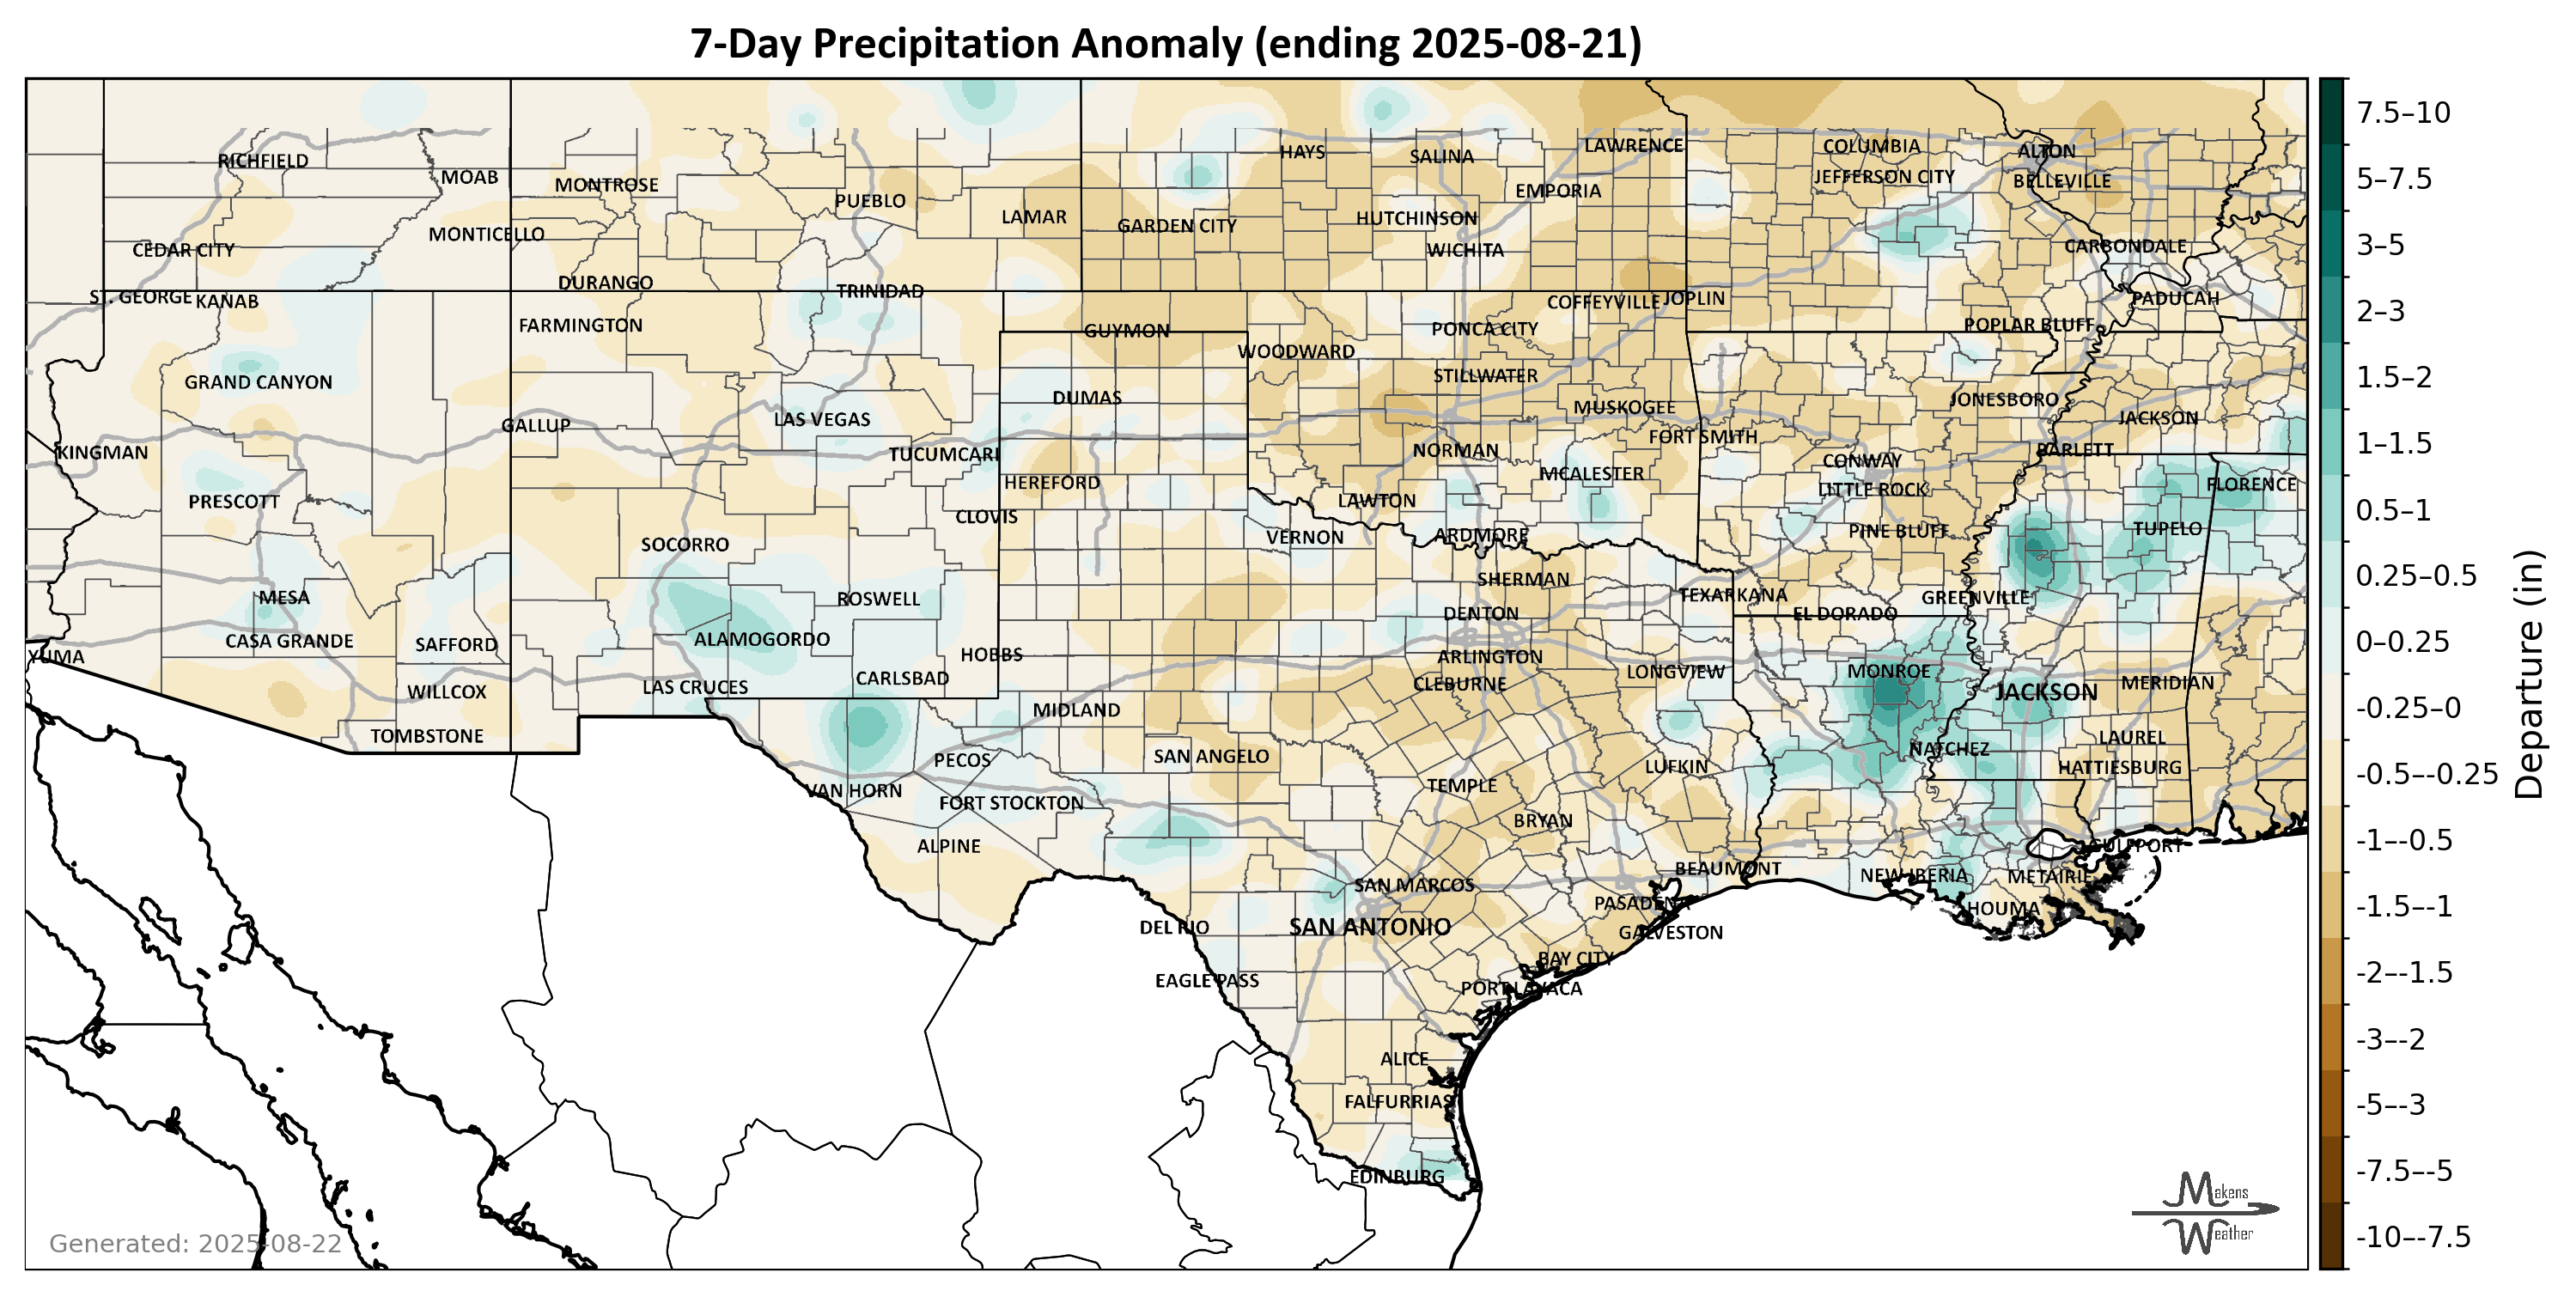 7-Day Precipitation Anomaly (ending 2025-08-21)
COLUMBIA
LAWRENCE
ALTON
HAYS
SALINA
RICHFIELD
MOAB
JEFFERSON CITY
BELLEVILLE
MONTROSE
EMPORIA
PUEBLO
LAMAR
HUTCHINSON
GARDEN CITY
MONTICELLO
CARBONDALE
CEDAR CITY
WICHITA
DURANGO
TRINIDAD
ST. GEORGE
KANAB
COFFEYVILLE
JOPLIN
PADUCAH
FARMINGTON
GUYMON
PONCA CITY
POPLAR BLUFF
WOODWARD
STILLWATER
GRAND CANYON
DUMAS
JONESBORO
MUSKOGEE
LAS VEGAS
JACKSON
GALLUP
FORT SMITH
KINGMAN
TUCUMCARI
NORMAN
BARLETT
CONWAY
MCALESTER
HEREFORD
FLORENCE
LITTLE ROCK
PRESCOTT
LAWTON
CLOVIS
TUPELO
PINE BLUFF
VERNON
ARDMORE
SOCORRO
SHERMAN
MESA
ROSWELL
TEXARKANA
GREENVILLE
DENTON
EL DORADO
CASA GRANDE
SAFFORD
ALAMOGORDO
YUMA
HOBBS
ARLINGTON
LONGVIEW
MONROE
CARLSBAD
CLEBURNE
MERIDIAN
LAS CRUCES
WILLCOX
JACKSON
MIDLAND
TOMBSTONE
LAUREL
NATCHEZ
SAN ANGELO
PECOS
LUFKIN
HATTIESBURG
TEMPLE
VAN HORN
FORT STOCKTON
BRYAN
ALPINE
GULFPORT
BEAUMONT
NEW IBERIA
METAIRIE
SAN MARCOS
PASADENA
HOUMA
DEL RIO
SAN ANTONIO
GALVESTON
BAY CITY
EAGLE PASS
PORT LAVACA
ALICE
FALFURRIAS
EDINBURG
Generated: 2025-08-22
Makens
Weather
7.5–10
5–7.5
3–5
2–3
1.5–2
1–1.5
0.5–1
0.25–0.5
0–0.25
-0.25–0
-0.5–-0.25
-1–-0.5
-1.5–-1
-2–-1.5
-3–-2
-5–-3
-7.5–-5
-10–-7.5
Departure (in)